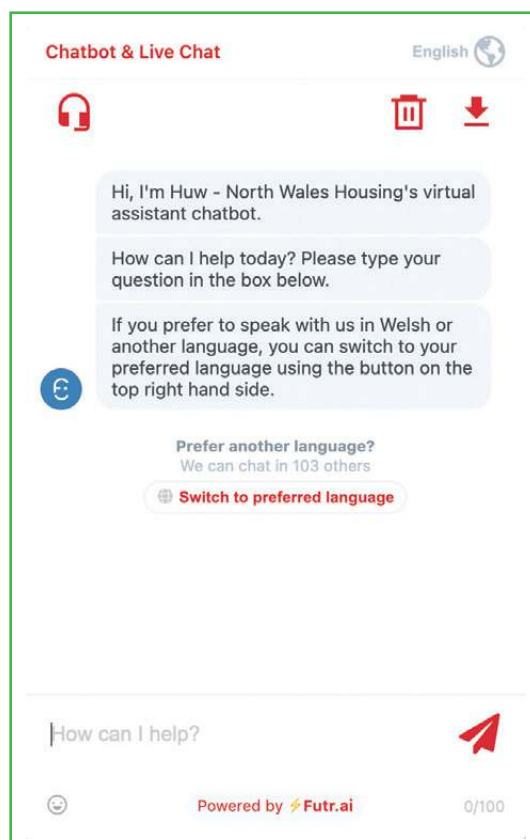 Chatbot & Live Chat
English
Hi, I'm Huw - North Wales Housing's virtual
assistant chatbot.
How can I help today? Please type your
question in the box below.
If you prefer to speak with us in Welsh or
another language, you can switch to your
preferred language using the button on the
top right hand side.
Prefer another language?
We can chat in 103 others
Switch to preferred language
How can I help?
Powered by ⚡Futr.ai
0/100